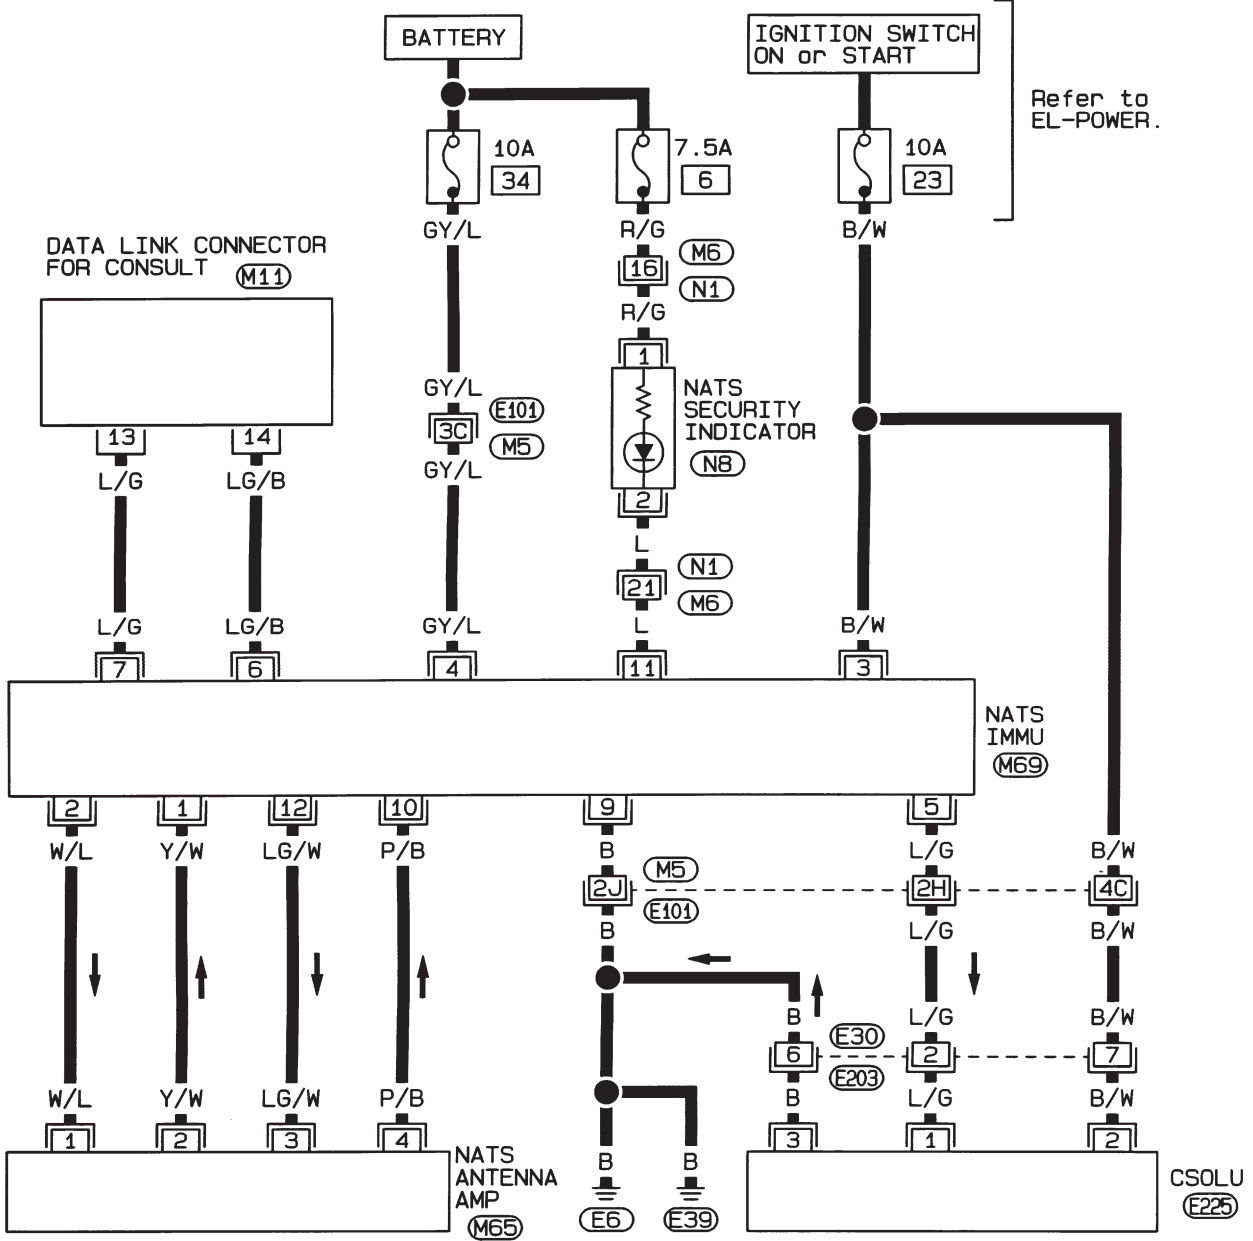 BATTERY
IGNITION SWITCH
ON or START
Refer to
EL-POWER.
10A
34
7.5A
6
10A
23
GY/L
R/G
B/W
DATA LINK CONNECTOR
FOR CONSULT
M11
16
M6
N1
R/G
1
GY/L
3C
E101
M5
GY/L
NATS
SECURITY
INDICATOR
N8
13
14
L/G
LG/B
2
L
21
N1
M6
L/G
LG/B
GY/L
L
B/W
7
6
4
11
3
NATS
IMMU
M69
2
1
12
10
9
5
W/L
Y/W
LG/W
P/B
B
L/G
B/W
2J
M5
E101
2H
4C
B
L/G
B/W
B
L/G
B/W
6
E30
E203
2
7
W/L
Y/W
LG/W
P/B
B
L/G
B/W
1
2
3
4
3
1
2
NATS
ANTENNA
AMP
M65
B
B
E6
E39
CSOLU
E225